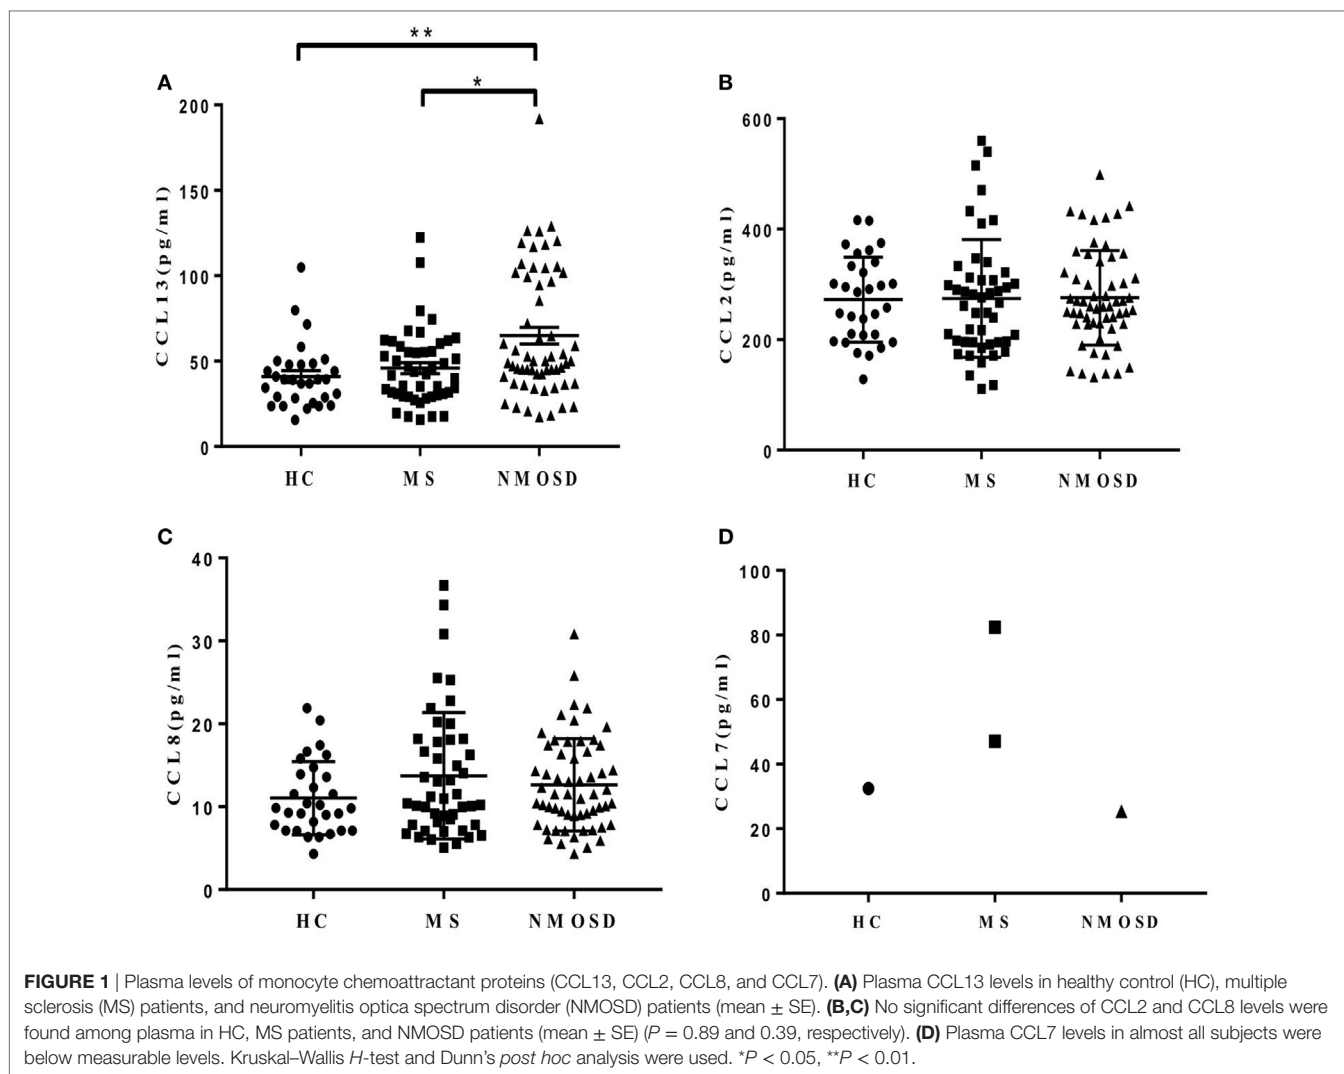 **
*
A
200
150
100
50
0
CCL13(pg/ml)
HC MS NMOSD
B
600
400
200
0
CCL2(pg/ml)
HC MS NMOSD
C
40
30
20
10
0
CCL8(pg/ml)
HC MS NMOSD
D
100
80
60
40
20
0
CCL7(pg/ml)
HC MS NMOSD
FIGURE 1 | Plasma levels of monocyte chemoattractant proteins (CCL13, CCL2, CCL8, and CCL7). (A) Plasma CCL13 levels in healthy control (HC), multiple
sclerosis (MS) patients, and neuromyelitis optica spectrum disorder (NMOSD) patients (mean ± SE). (B,C) No significant differences of CCL2 and CCL8 levels were
found among plasma in HC, MS patients, and NMOSD patients (mean ± SE) (P = 0.89 and 0.39, respectively). (D) Plasma CCL7 levels in almost all subjects were
below measurable levels. Kruskal–Wallis H-test and Dunn's post hoc analysis were used. *P < 0.05, **P < 0.01.